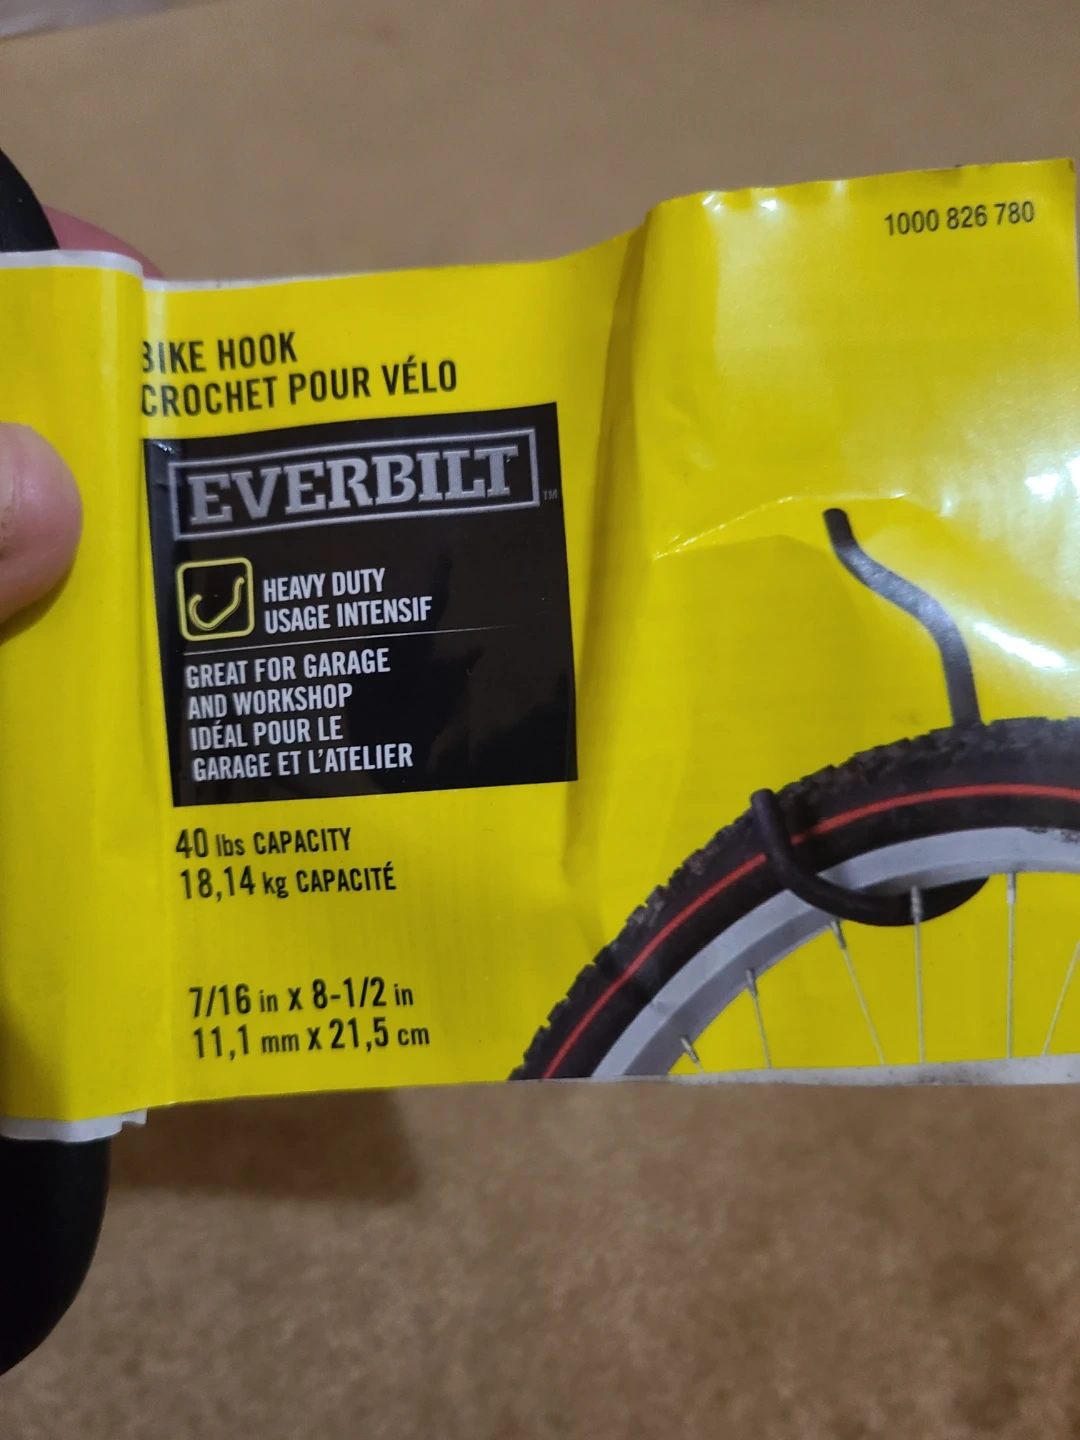 1000 826 780
BIKE HOOK
CROCHET POUR VÉLO
EVERBILT™
HEAVY DUTY
USAGE INTENSIF
GREAT FOR GARAGE
AND WORKSHOP
IDÉAL POUR LE
GARAGE ET L'ATELIER
40 lbs CAPACITY
18,14 kg CAPACITÉ
7/16 in x 8-1/2 in
11,1 mm x 21,5 cm